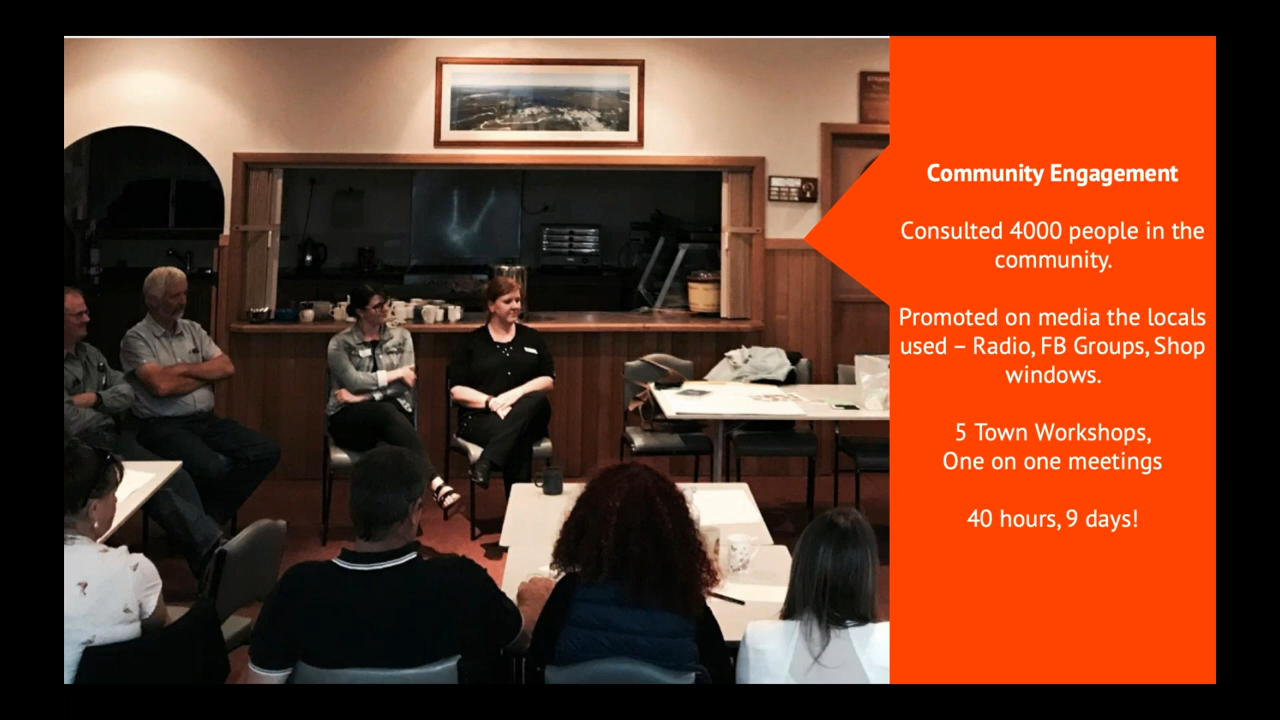 Community Engagement
Consulted 4000 people in the
community.
Promoted on media the locals
used – Radio, FB Groups, Shop
windows.
5 Town Workshops,
One on one meetings
40 hours, 9 days!